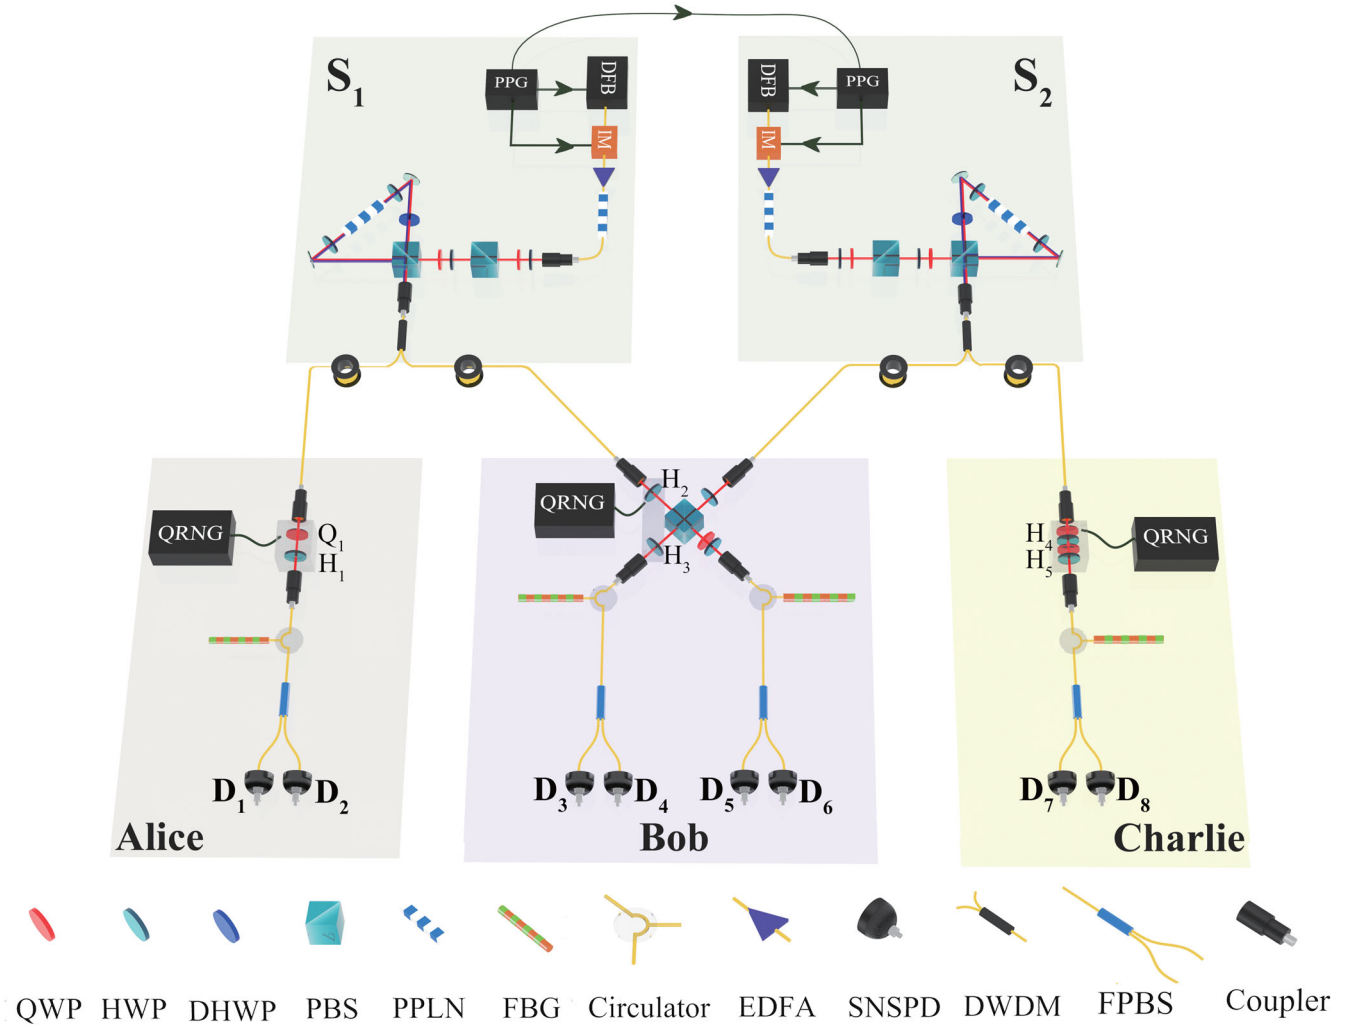 S1
PPG
DFB
IM
DFB
PPG
IM
S2
QRNG
Q1
H1
QRNG
H2
H3
H4
H5
QRNG
D1
D2
D3
D4
D5
D6
D7
D8
Alice
Bob
Charlie
QWP
HWP
DHWP
PBS
PPLN
FBG
Circulator
EDFA
SNSPD
DWDM
FPBS
Coupler